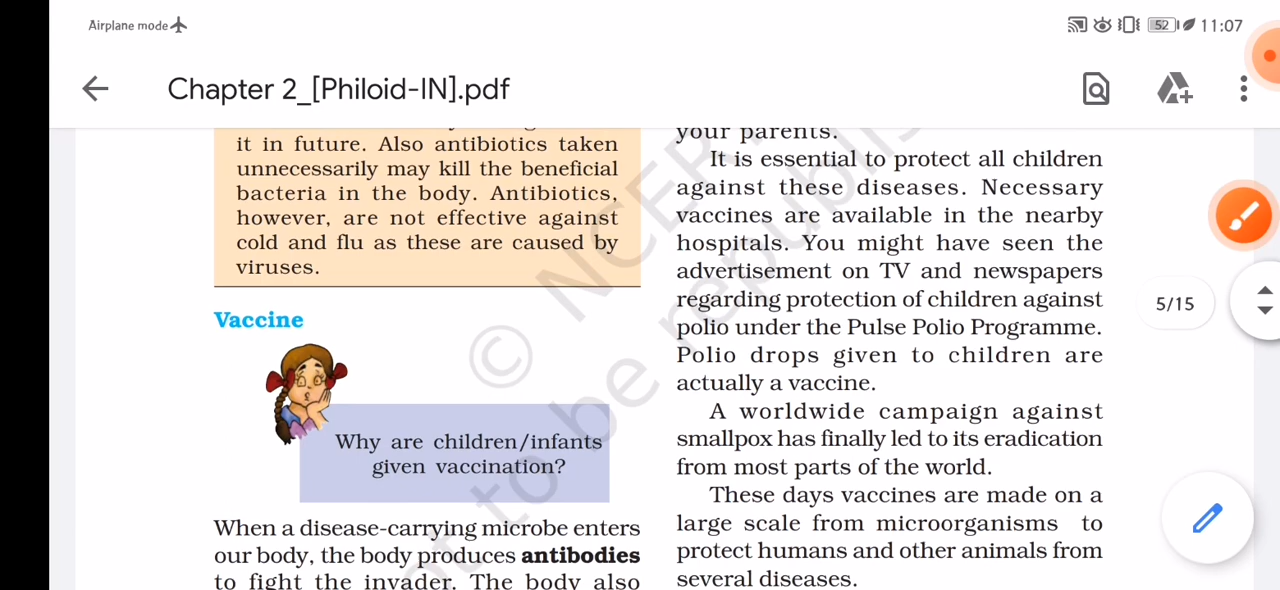 Airplane mode
52
11:07
Chapter 2_[Philoid-IN].pdf
it in future. Also antibiotics taken
unnecessarily may kill the beneficial
bacteria in the body. Antibiotics,
however, are not effective against
cold and flu as these are caused by
viruses.
Vaccine
Why are children/infants
given vaccination?
When a disease-carrying microbe enters
our body, the body produces antibodies
to fight the invader. The body also
your parents.
It is essential to protect all children
against these diseases. Necessary
vaccines are available in the nearby
hospitals. You might have seen the
advertisement on TV and newspapers
regarding protection of children against
polio under the Pulse Polio Programme.
Polio drops given to children are
actually a vaccine.
A worldwide campaign against
smallpox has finally led to its eradication
from most parts of the world.
These days vaccines are made on a
large scale from microorganisms to
protect humans and other animals from
several diseases.
5/15
© NCER
not to be republis